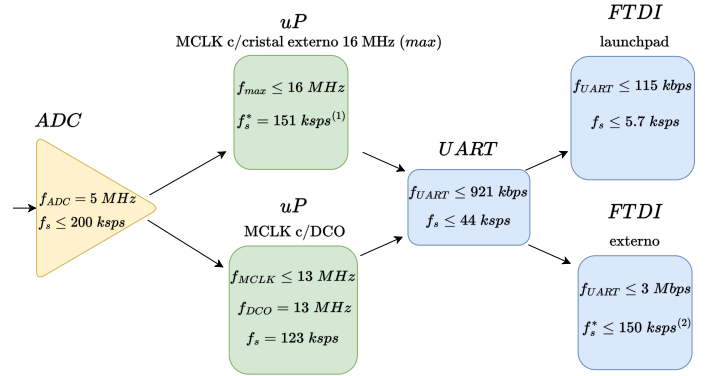 ADC
f_ADC = 5 MHz
f_s ≤ 200 ksps
uP
MCLK c/cristal externo 16 MHz (max)
f_max ≤ 16 MHz
f_s^* = 151 ksps^(1)
uP
MCLK c/DCO
f_MCLK ≤ 13 MHz
f_DCO = 13 MHz
f_s = 123 ksps
UART
f_UART ≤ 921 kbps
f_s ≤ 44 ksps
FTDI
launchpad
f_UART ≤ 115 kbps
f_s ≤ 5.7 ksps
FTDI
externo
f_UART ≤ 3 Mbps
f_s^* ≤ 150 ksps^(2)